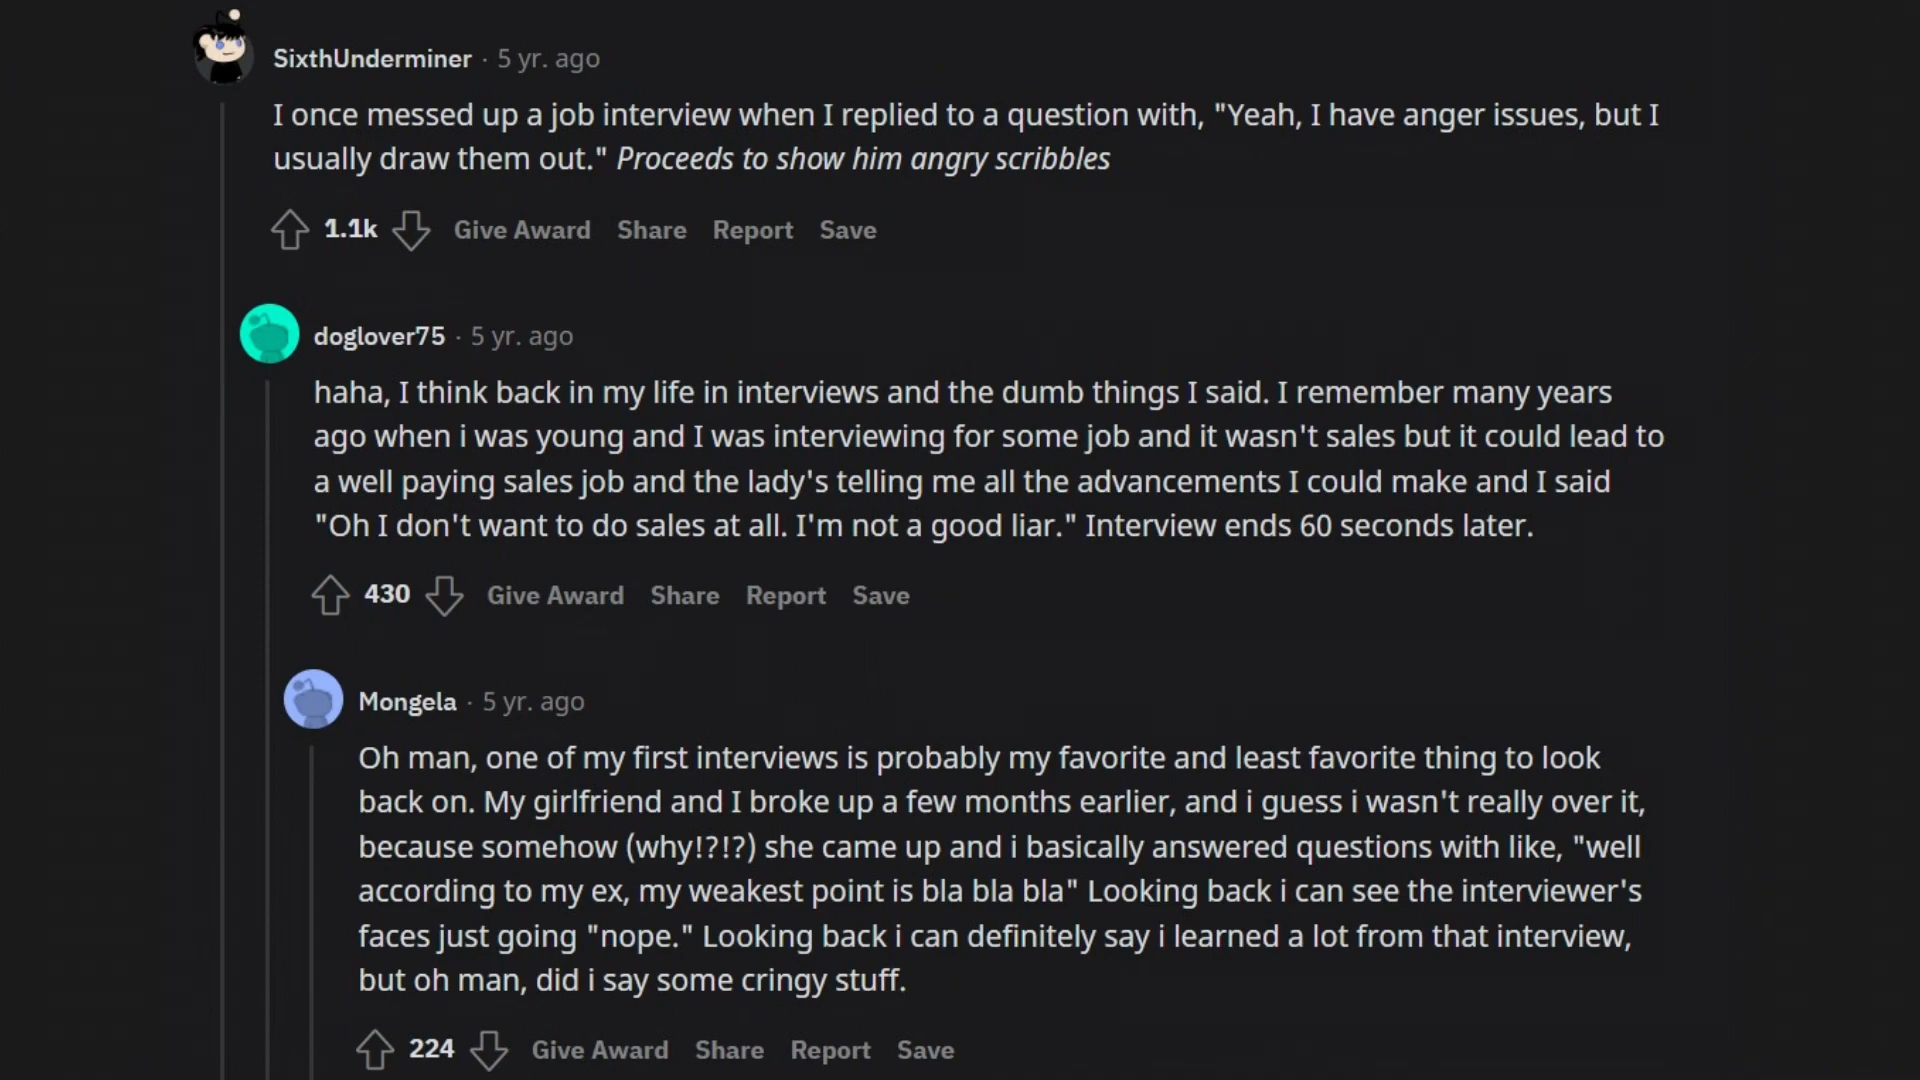 SixthUnderminer · 5 yr. ago
I once messed up a job interview when I replied to a question with, "Yeah, I have anger issues, but I
usually draw them out." Proceeds to show him angry scribbles
1.1k Give Award Share Report Save
doglover75 · 5 yr. ago
haha, I think back in my life in interviews and the dumb things I said. I remember many years
ago when i was young and I was interviewing for some job and it wasn't sales but it could lead to
a well paying sales job and the lady's telling me all the advancements I could make and I said
"Oh I don't want to do sales at all. I'm not a good liar." Interview ends 60 seconds later.
430 Give Award Share Report Save
Mongela · 5 yr. ago
Oh man, one of my first interviews is probably my favorite and least favorite thing to look
back on. My girlfriend and I broke up a few months earlier, and i guess i wasn't really over it,
because somehow (why!?!?) she came up and i basically answered questions with like, "well
according to my ex, my weakest point is bla bla bla" Looking back i can see the interviewer's
faces just going "nope." Looking back i can definitely say i learned a lot from that interview,
but oh man, did i say some cringy stuff.
224 Give Award Share Report Save